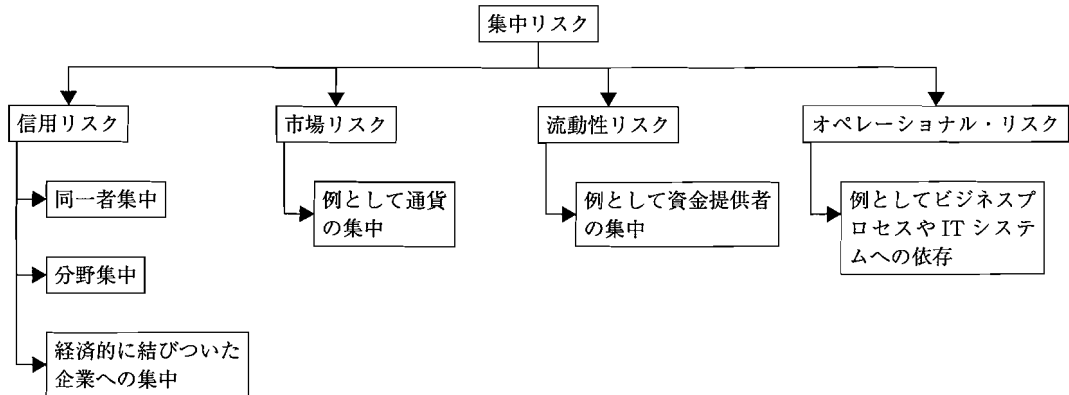 集中リスク
信用リスク
市場リスク
流動性リスク
オペレーショナル・リスク
同一者集中
分野集中
経済的に結びついた
企業への集中
例として通貨
の集中
例として資金提供者
の集中
例としてビジネスプ
ロセスや IT システ
ムへの依存